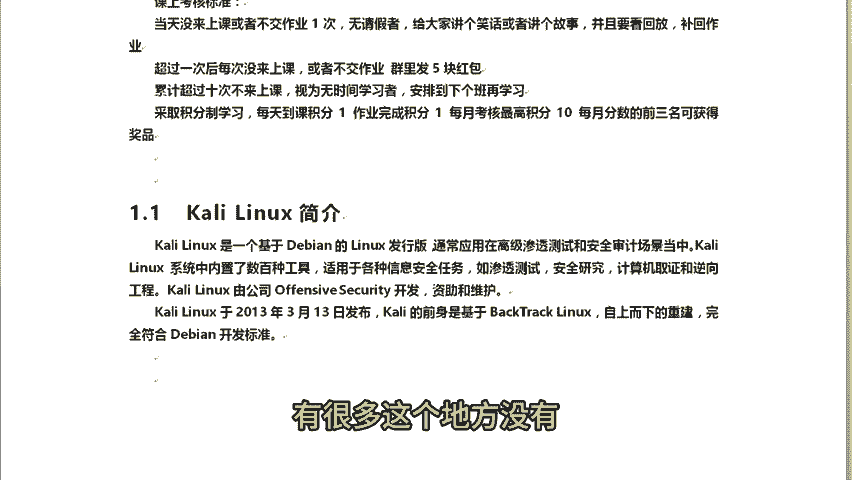 课上考核标准：
当天没来上课或者不交作业 1 次，无请假者，给大家讲个笑话或者讲个故事，并且要看回放，补回作
业
超过一次后每次没来上课，或者不交作业 群里发 5 块红包
累计超过十次不来上课，视为无时间学习者，安排到下个班再学习
采取积分制学习，每天到课积分 1 作业完成积分 1 每月考核最高积分 10 每月分数的前三名可获得
奖品
1.1 Kali Linux 简介
Kali Linux 是一个基于 Debian 的 Linux 发行版 ,通常应用在高级渗透测试和安全审计场景当中。Kali
Linux 系统中内置了数百种工具，适用于各种信息安全任务，如渗透测试，安全研究，计算机取证和逆向
工程。Kali Linux 由公司 Offensive Security 开发，资助和维护。
Kali Linux 于 2013 年 3 月 13 日发布，Kali 的前身是基于 BackTrack Linux，自上而下的重建，完
全符合 Debian 开发标准。
有很多这个地方没有